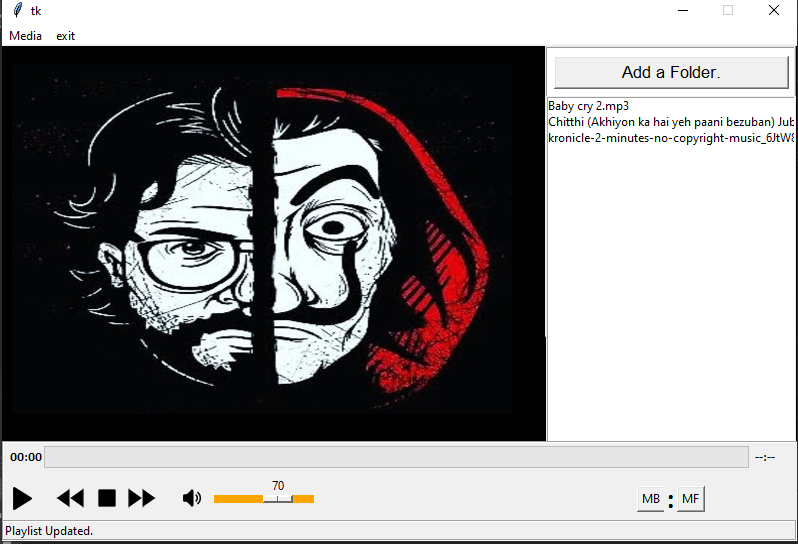 tk
Media exit
Add a Folder.
Baby cry 2.mp3
Chitthi (Akhiyon ka hai yeh paani bezuban) Jub
kronicle-2-minutes-no-copyright-music_6JtW8
00:00 --:--
70
MB : MF
Playlist Updated.